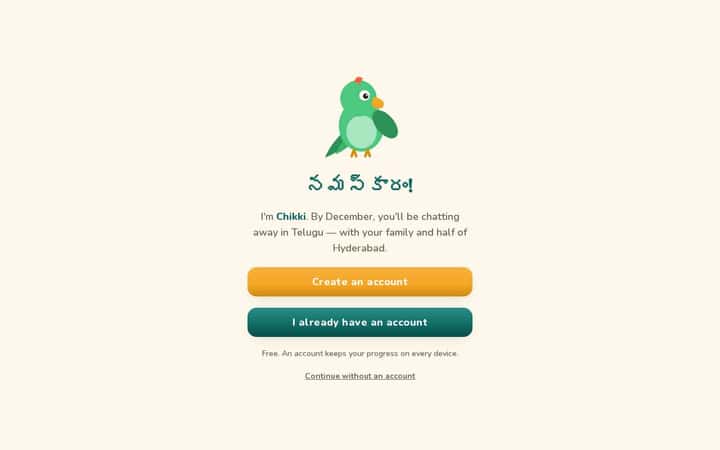 నమస్కారం!
I'm Chikki. By December, you'll be chatting
away in Telugu — with your family and half of
Hyderabad.
Create an account
I already have an account
Free. An account keeps your progress on every device.
Continue without an account